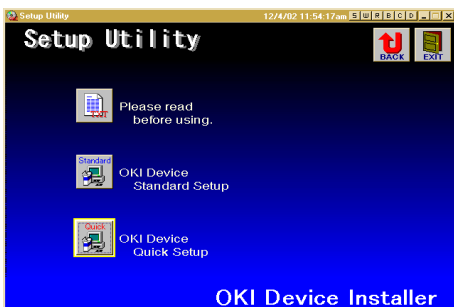 Setup Utility
12/4/02 11:54:17am
S W R B C D
Setup Utility
BACK
EXIT
TXT
Please read
before using.
Standard
OKI Device
Standard Setup
Quick
OKI Device
Quick Setup
OKI Device Installer